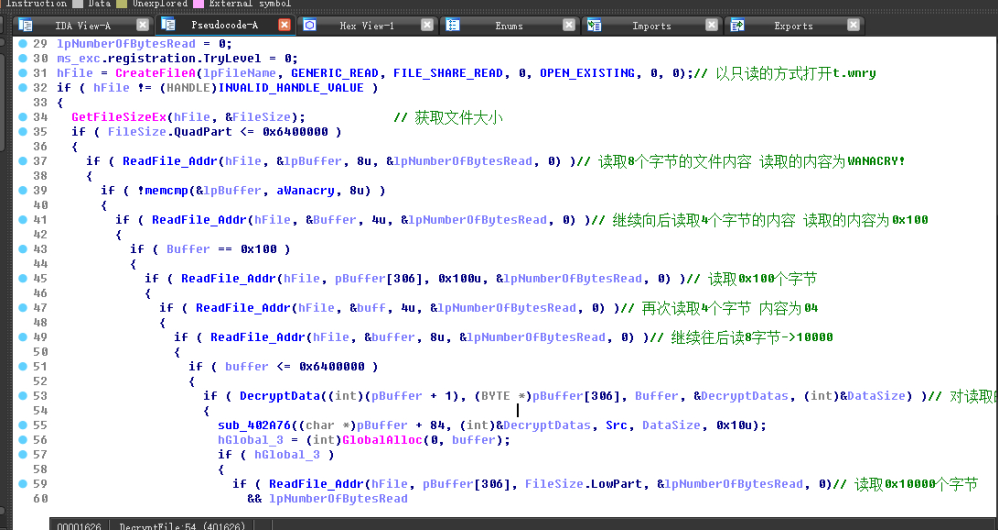 Instruction Data Unexplored External symbol
IDA View-A Pseudocode-A Hex View-1 Enums Imports Exports
29 lpNumberOfBytesRead = 0;
30 ms_exc.registration.TryLevel = 0;
31 hFile = CreateFileA(lpFileName, GENERIC_READ, FILE_SHARE_READ, 0, OPEN_EXISTING, 0, 0);// 以只读的方式打开t.wnry
32 if ( hFile != (HANDLE)INVALID_HANDLE_VALUE )
33 {
34 GetFileSizeEx(hFile, &FileSize); // 获取文件大小
35 if ( FileSize.QuadPart <= 0x6400000 )
36 {
37 if ( ReadFile_Addr(hFile, &lpBuffer, 8u, &lpNumberOfBytesRead, 0) )// 读取8个字节的文件内容 读取的内容为WANACRY!
38 {
39 if ( !memcmp(&lpBuffer, aWanacry, 8u) )
40 {
41 if ( ReadFile_Addr(hFile, &Buffer, 4u, &lpNumberOfBytesRead, 0) )// 继续向后读取4个字节的内容 读取的内容为0x100
42 {
43 if ( Buffer == 0x100 )
44 {
45 if ( ReadFile_Addr(hFile, pBuffer[306], 0x100u, &lpNumberOfBytesRead, 0) )// 读取0x100个字节
46 {
47 if ( ReadFile_Addr(hFile, &buff, 4u, &lpNumberOfBytesRead, 0) )// 再次读取4个字节 内容为04
48 {
49 if ( ReadFile_Addr(hFile, &buffer, 8u, &lpNumberOfBytesRead, 0) )// 继续往后读8字节->10000
50 {
51 if ( buffer <= 0x6400000 )
52 {
53 if ( DecryptData((int)(pBuffer + 1), (BYTE *)pBuffer[306], Buffer, &DecryptDatas, (int)&DataSize) )// 对读取
54 {
55 sub_402A76((char *)pBuffer + 84, (int)&DecryptDatas, Src, DataSize, 0x10u);
56 hGlobal_3 = (int)GlobalAlloc(0, buffer);
57 if ( hGlobal_3 )
58 {
59 if ( ReadFile_Addr(hFile, pBuffer[306], FileSize.LowPart, &lpNumberOfBytesRead, 0)// 读取0x10000个字节
60 && lpNumberOfBytesRead
00001626 DecryptFile:54 (401626)